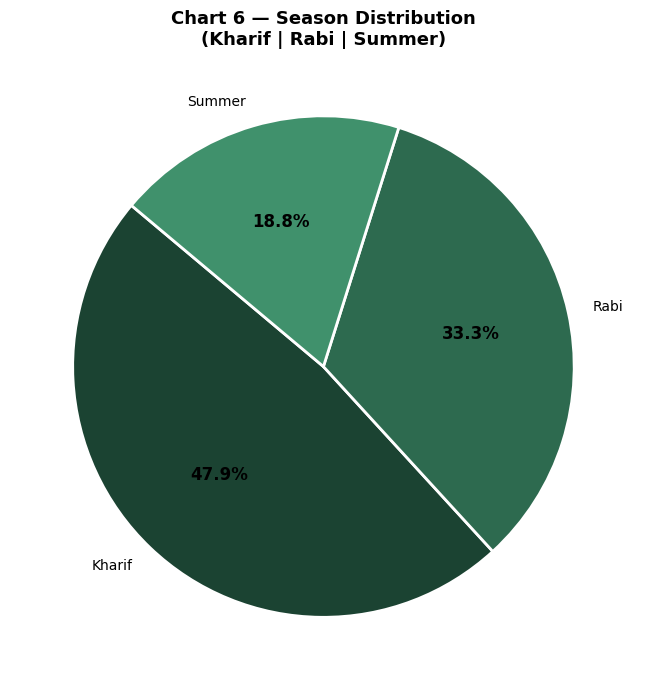 Chart 6 — Season Distribution
(Kharif | Rabi | Summer)
Summer
18.8%
Rabi
33.3%
47.9%
Kharif